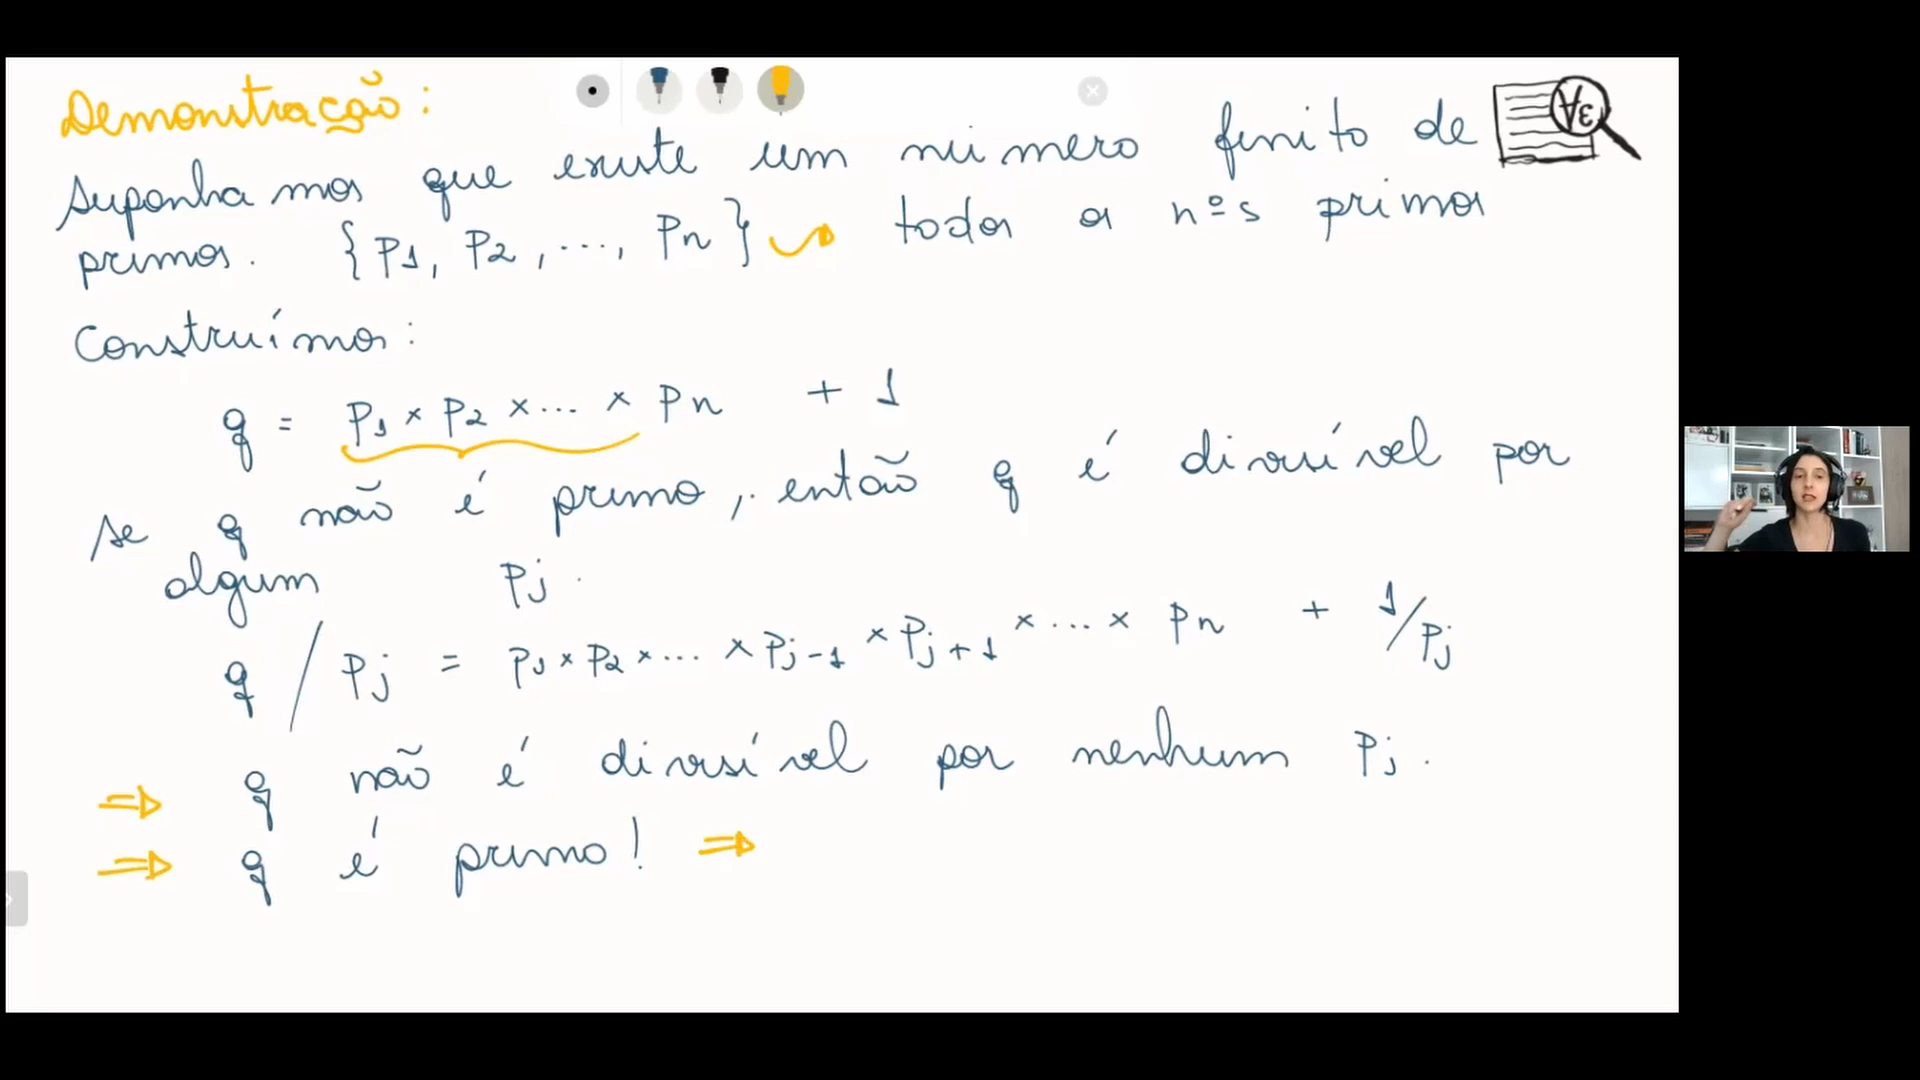 Demonstração:
Suponhamos que existe um número finito de
primos. {p1, p2, ..., pn} todos os nºs primos
Construímos:
q = p1 × p2 × ... × pn + 1
Se q não é primo, então q é divisível por
algum pj.
q / pj = p1 × p2 × ... × pj-1 × pj+1 × ... × pn + 1/pj
⇒ q não é divisível por nenhum pj.
⇒ q é primo! ⇒
∀∃